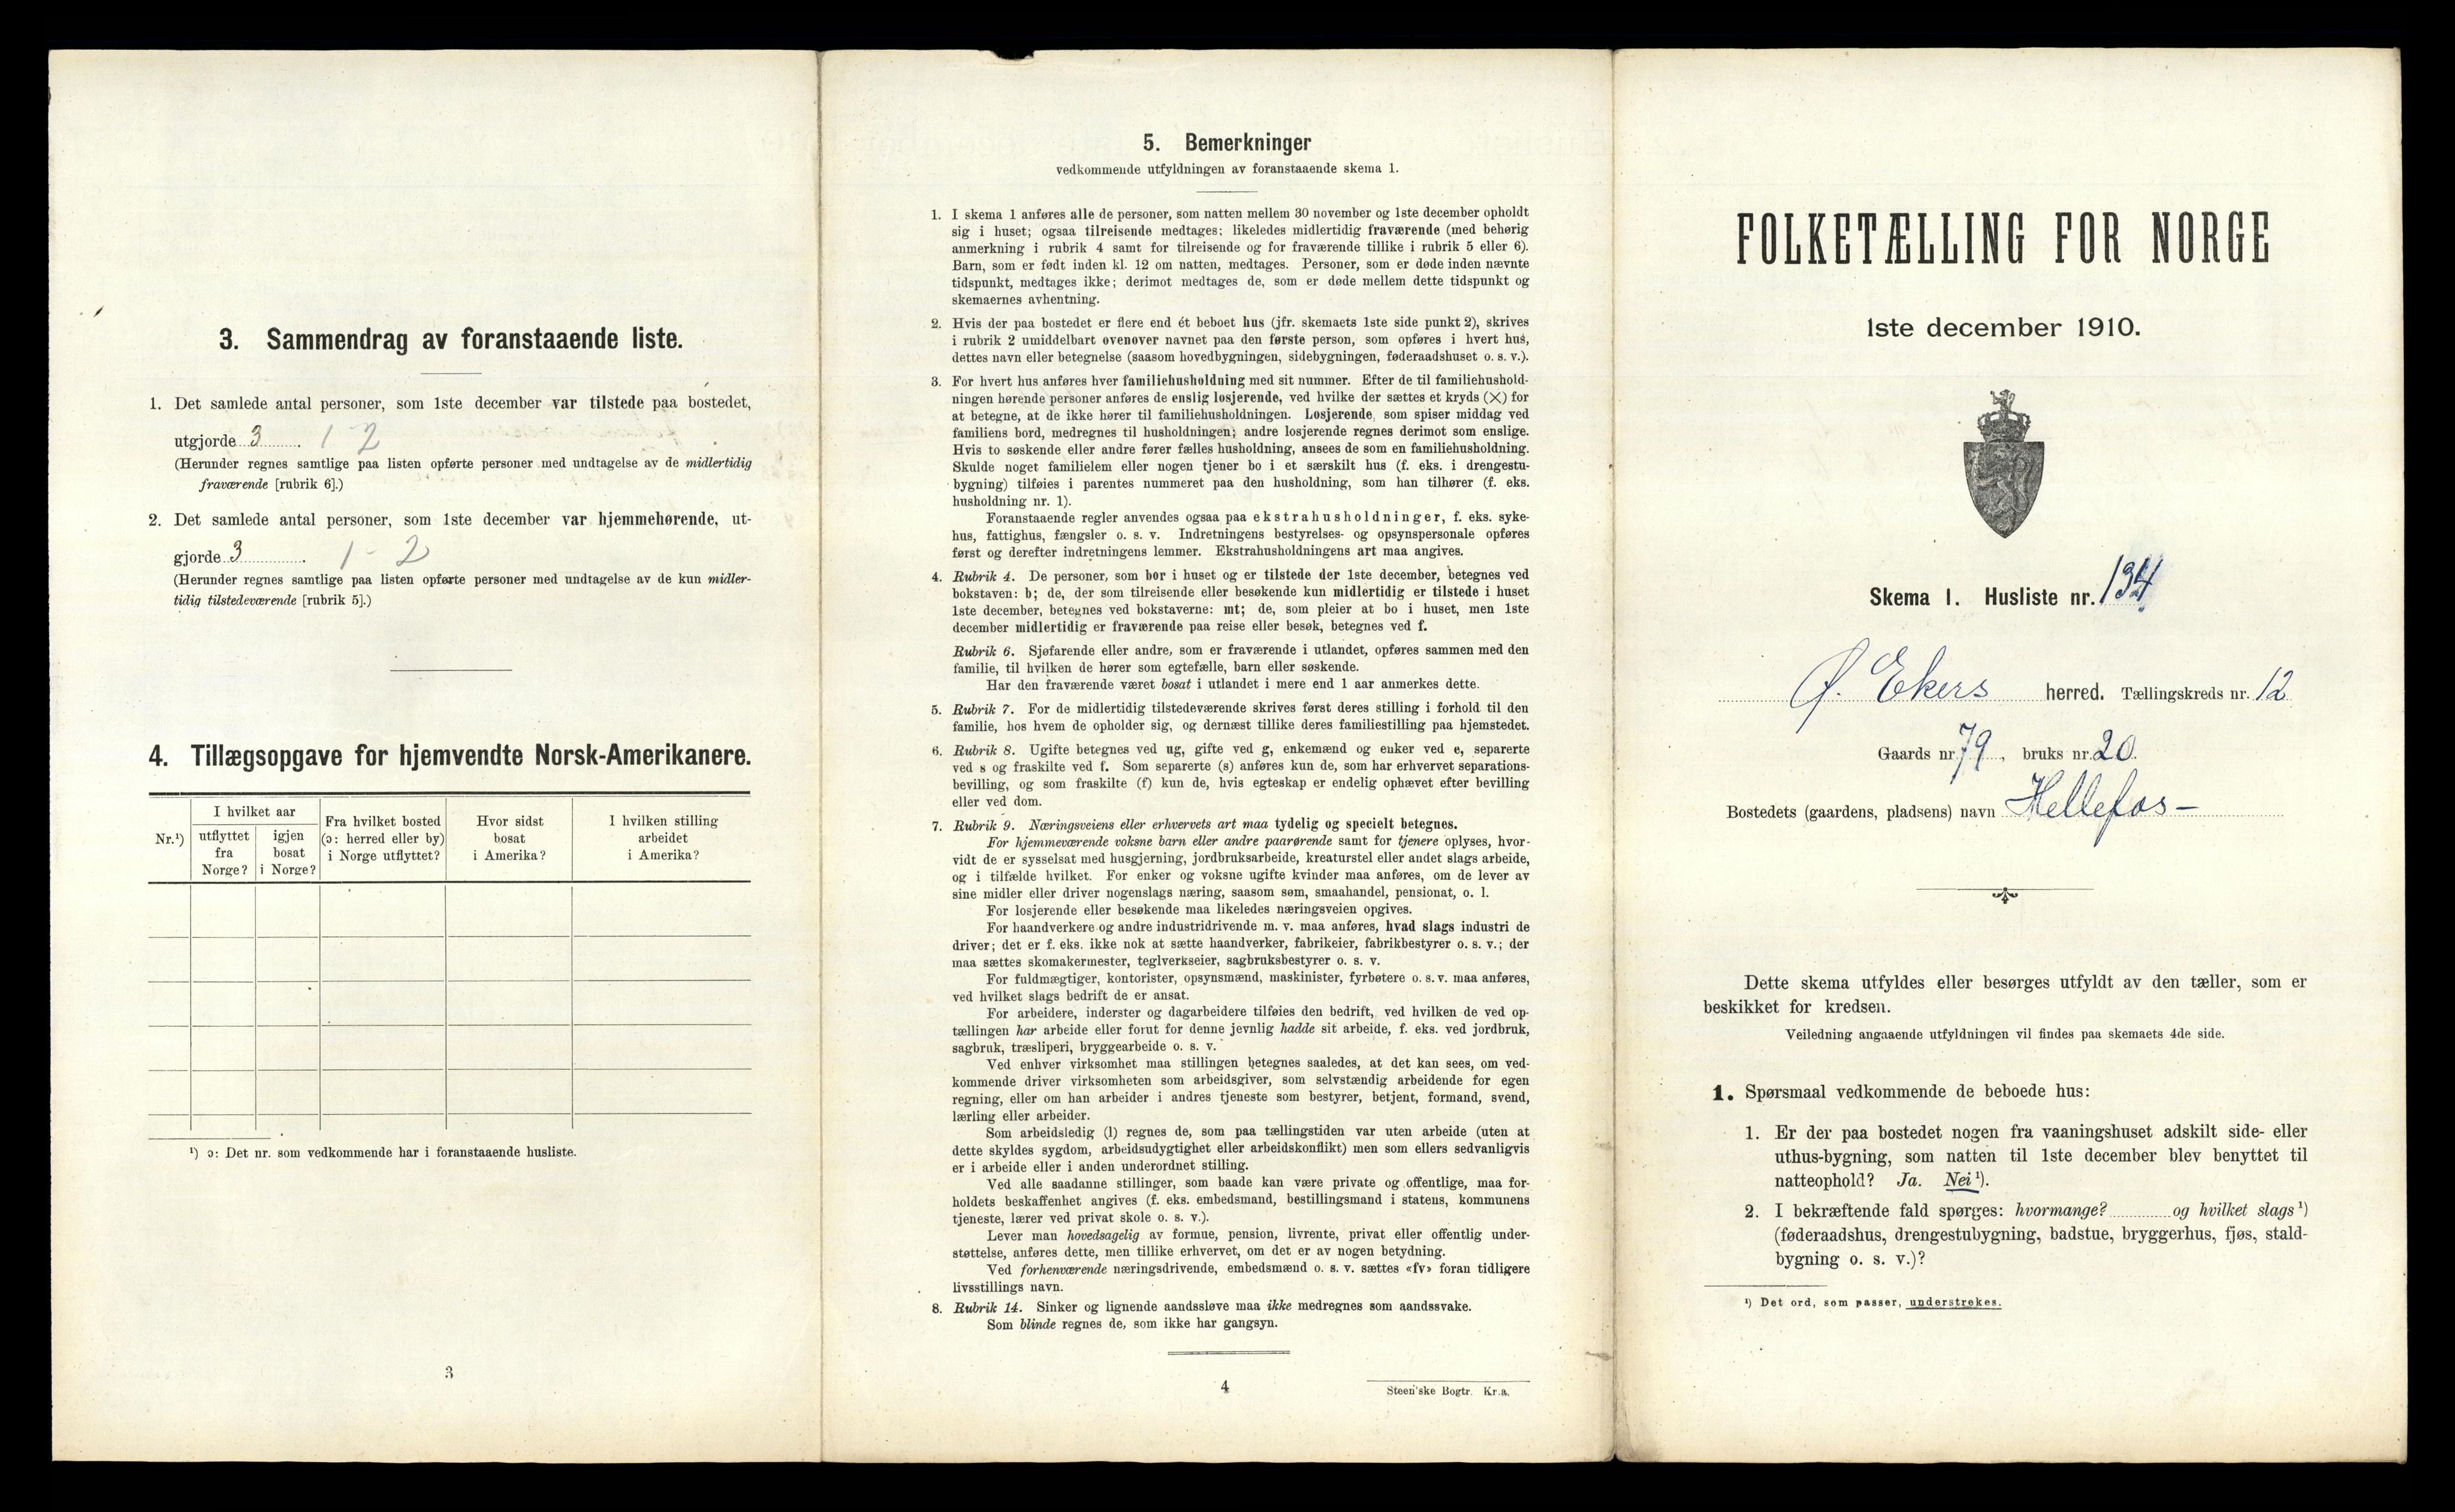 3. Sammendrag av foranstaaende liste.
1. Det samlede antal personer, som 1ste december var tilstede paa bostedet,
utgjorde 3 . 1-2
(Herunder regnes samtlige paa listen opførte personer med undtagelse av de midlertidig
fraværende [rubrik 6].)
2. Det samlede antal personer, som 1ste december var hjemmehørende, ut-
gjorde 3 . 1-2
(Herunder regnes samtlige paa listen opførte personer med undtagelse av de kun midler-
tidig tilstedeværende [rubrik 5].)
4. Tillægsopgave for hjemvendte Norsk-Amerikanere.
Nr.¹)
I hvilket aar
utflyttet
fra
Norge?
igjen
bosat
i Norge?
Fra hvilket bosted
(ɔ: herred eller by)
i Norge utflyttet?
Hvor sidst
bosat
i Amerika?
I hvilken stilling
arbeidet
i Amerika?
¹) ɔ: Det nr. som vedkommende har i foranstaaende husliste.
3
5. Bemerkninger
vedkommende utfyldningen av foranstaaende skema 1.
1. I skema 1 anføres alle de personer, som natten mellem 30 november og 1ste december opholdt
sig i huset; ogsaa tilreisende medtages; likeledes midlertidig fraværende (med behørig
anmerkning i rubrik 4 samt for tilreisende og for fraværende tillike i rubrik 5 eller 6).
Barn, som er født inden kl. 12 om natten, medtages. Personer, som er døde inden nævnte
tidspunkt, medtages ikke; derimot medtages de, som er døde mellem dette tidspunkt og
skemaernes avhentning.
2. Hvis der paa bostedet er flere end ét beboet hus (jfr. skemaets 1ste side punkt 2), skrives
i rubrik 2 umiddelbart ovenover navnet paa den første person, som opføres i hvert hus,
dettes navn eller betegnelse (saasom hovedbygningen, sidebygningen, føderaadshuset o. s. v.).
3. For hvert hus anføres hver familiehusholdning med sit nummer. Efter de til familiehushold-
ningen hørende personer anføres de enslig losjerende, ved hvilke der sættes et kryds (×) for
at betegne, at de ikke hører til familiehusholdningen. Losjerende, som spiser middag ved
familiens bord, medregnes til husholdningen; andre losjerende regnes derimot som enslige.
Hvis to søskende eller andre fører fælles husholdning, ansees de som en familiehusholdning.
Skulde noget familielem eller nogen tjener bo i et særskilt hus (f. eks. i drengestu-
bygning) tilføies i parentes nummeret paa den husholdning, som han tilhører (f. eks.
husholdning nr. 1).
Foranstaaende regler anvendes ogsaa paa ekstrahusholdninger, f. eks. syke-
hus, fattighus, fængsler o. s. v. Indretningens bestyrelses- og opsynspersonale opføres
først og derefter indretningens lemmer. Ekstrahusholdningens art maa angives.
4. Rubrik 4. De personer, som bor i huset og er tilstede der 1ste december, betegnes ved
bokstaven: b; de, der som tilreisende eller besøkende kun midlertidig er tilstede i huset
1ste december, betegnes ved bokstaverne: mt; de, som pleier at bo i huset, men 1ste
december midlertidig er fraværende paa reise eller besøk, betegnes ved f.
Rubrik 6. Sjøfarende eller andre, som er fraværende i utlandet, opføres sammen med den
familie, til hvilken de hører som egtefælle, barn eller søskende.
Har den fraværende været bosat i utlandet i mere end 1 aar anmerkes dette.
5. Rubrik 7. For de midlertidig tilstedeværende skrives først deres stilling i forhold til den
familie, hos hvem de opholder sig, og dernæst tillike deres familiestilling paa hjemstedet.
6. Rubrik 8. Ugifte betegnes ved ug, gifte ved g, enkemænd og enker ved e, separerte
ved s og fraskilte ved f. Som separerte (s) anføres kun de, som har erhvervet separations-
bevilling, og som fraskilte (f) kun de, hvis egteskap er endelig ophævet efter bevilling
eller ved dom.
7. Rubrik 9. Næringsveiens eller erhvervets art maa tydelig og specielt betegnes.
For hjemmeværende voksne barn eller andre paarørende samt for tjenere oplyses, hvor-
vidt de er sysselsat med husgjerning, jordbruksarbeide, kreaturstel eller andet slags arbeide,
og i tilfælde hvilket. For enker og voksne ugifte kvinder maa anføres, om de lever av
sine midler eller driver nogenslags næring, saasom søm, smaahandel, pensionat, o. l.
For losjerende eller besøkende maa likeledes næringsveien opgives.
For haandverkere og andre industridrivende m. v. maa anføres, hvad slags industri de
driver; det er f. eks. ikke nok at sætte haandverker, fabrikeier, fabrikbestyrer o. s. v.; der
maa sættes skomakermester, teglverkseier, sagbruksbestyrer o. s. v.
For fuldmægtiger, kontorister, opsynsmænd, maskinister, fyrbøtere o. s. v. maa anføres,
ved hvilket slags bedrift de er ansat.
For arbeidere, inderster og dagarbeidere tilføies den bedrift, ved hvilken de ved op-
tællingen har arbeide eller forut for denne jevnlig hadde sit arbeide, f. eks. ved jordbruk,
sagbruk, træsliperi, bryggearbeide o. s. v.
Ved enhver virksomhet maa stillingen betegnes saaledes, at det kan sees, om ved-
kommende driver virksomheten som arbeidsgiver, som selvstændig arbeidende for egen
regning, eller om han arbeider i andres tjeneste som bestyrer, betjent, formand, svend,
lærling eller arbeider.
Som arbeidsledig (l) regnes de, som paa tællingstiden var uten arbeide (uten at
dette skyldes sygdom, arbeidsudygtighet eller arbeidskonflikt) men som ellers sedvanligvis
er i arbeide eller i anden underordnet stilling.
Ved alle saadanne stillinger, som baade kan være private og offentlige, maa for-
holdets beskaffenhet angives (f. eks. embedsmand, bestillingsmand i statens, kommunens
tjeneste, lærer ved privat skole o. s. v.).
Lever man hovedsagelig av formue, pension, livrente, privat eller offentlig under-
støttelse, anføres dette, men tillike erhvervet, om det er av nogen betydning.
Ved forhenværende næringsdrivende, embedsmænd o. s. v. sættes «fv» foran tidligere
livsstillings navn.
8. Rubrik 14. Sinker og lignende aandssløve maa ikke medregnes som aandssvake.
Som blinde regnes de, som ikke har gangsyn.
4
Steen'ske Bogtr. Kr.a.
FOLKETÆLLING FOR NORGE
1ste december 1910.
Skema 1. Husliste nr. 134
Ø. Ekers herred. Tællingskreds nr. 12
Gaards nr. 79, bruks nr. 20.
Bostedets (gaardens, pladsens) navn Hellefos-
Dette skema utfyldes eller besørges utfyldt av den tæller, som er
beskikket for kredsen.
Veiledning angaaende utfyldningen vil findes paa skemaets 4de side.
1. Spørsmaal vedkommende de beboede hus:
1. Er der paa bostedet nogen fra vaaningshuset adskilt side- eller
uthus-bygning, som natten til 1ste december blev benyttet til
natteophold? Ja. Nei¹).
2. I bekræftende fald spørges: hvormange? og hvilket slags¹)
(føderaadshus, drengestubygning, badstue, bryggerhus, fjøs, stald-
bygning o. s. v.)?
¹) Det ord, som passer, understrekes.